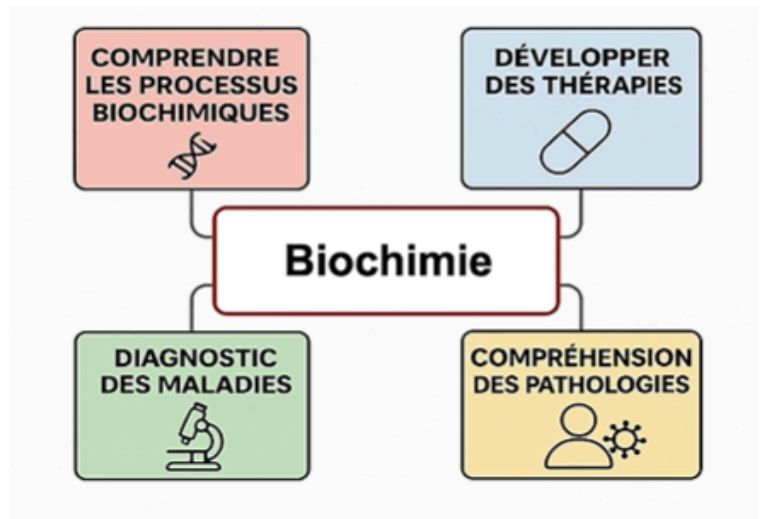 COMPRENDRE
LES PROCESSUS
BIOCHIMIQUES
DÉVELOPPER
DES THÉRAPIES
Biochimie
DIAGNOSTIC
DES MALADIES
COMPRÉHENSION
DES PATHOLOGIES